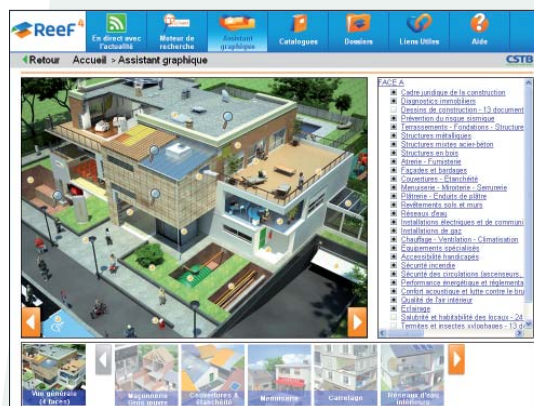 ReeF 4
En direct avec l'actualité
Moteur de recherche
Assistant graphique
Catalogues
Dossiers
Liens Utiles
Aide
Retour Accueil > Assistant graphique
CSTB
FACE A
Cadre juridique de la construction
Diagnostics immobiliers
Dessins de construction - 13 document
Prévention du risque sismique
Terrassements - Fondations - Structure
Structures métalliques
Structures mixtes acier-béton
Structures en bois
Atrerie - Fumisterie
Façades et bardages
Couvertures - Étanchéité
Menuiserie - Miroiterie - Serrurerie
Plâtrerie - Enduits de plâtre
Revêtements sols et murs
Réseaux d'eau
Installations électriques et de communi
Installations de gaz
Chauffage - Ventilation - Climatisation
Équipements spécialisés
Accessibilité handicapés
Sécurité incendie
Sécurité des circulations (ascenseurs,
Performance énergétique et réglementa
Confort acoustique et lutte contre le bru
Qualité de l'air intérieur
Eclairage
Salubrité et habitabilité des locaux - 24
Termites et insectes xylophages - 13 d
Vue générale
(4 faces)
Maçonnerie
Gros œuvre
Couvertures &
étanchéité
Menuiserie
Carrelage
Réseaux d'eau
intérieurs